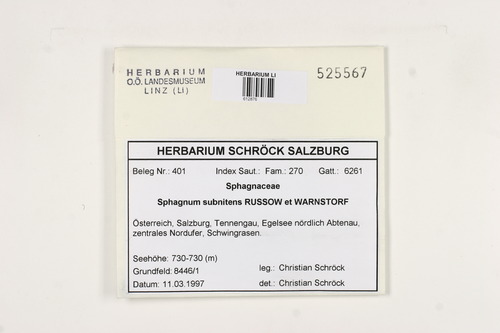 HERBARIUM
O.Ö. LANDESMUSEUM
LINZ (LI)
HERBARIUM LI
525567
HERBARIUM SCHRÖCK SALZBURG
Beleg Nr.: 401 Index Saut.: Fam.: 270 Gatt.: 6261
Sphagnaceae
Sphagnum subnitens RUSSOW et WARNSTORF
Österreich, Salzburg, Tennengau, Egelsee nördlich Abtenau,
zentrales Nordufer, Schwingrasen.
Seehöhe: 730-730 (m)
Grundfeld: 8446/1 leg.: Christian Schröck
Datum: 11.03.1997 det.: Christian Schröck